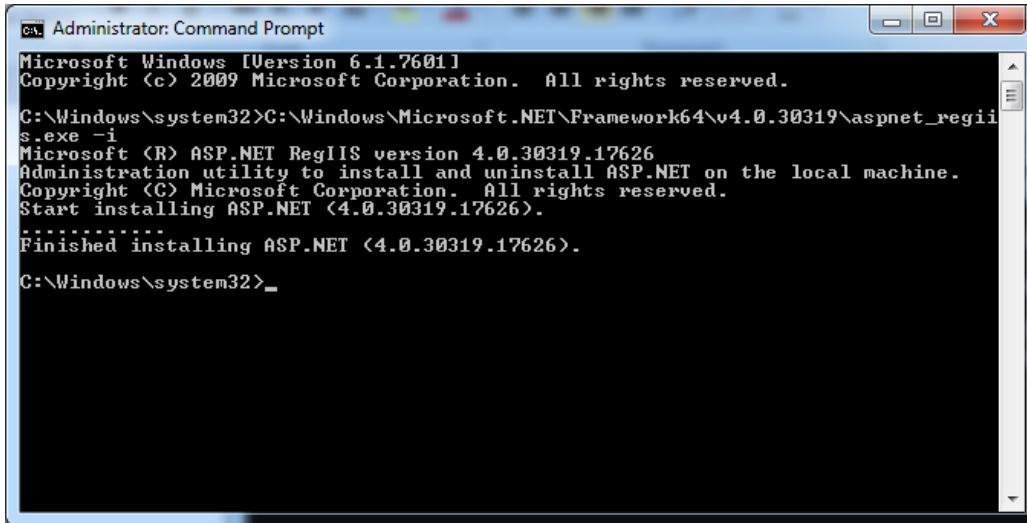 Administrator: Command Prompt
Microsoft Windows [Version 6.1.7601]
Copyright (c) 2009 Microsoft Corporation.  All rights reserved.
C:\Windows\system32>C:\Windows\Microsoft.NET\Framework64\v4.0.30319\aspnet_regii
s.exe -i
Microsoft (R) ASP.NET RegIIS version 4.0.30319.17626
Administration utility to install and uninstall ASP.NET on the local machine.
Copyright (C) Microsoft Corporation.  All rights reserved.
Start installing ASP.NET (4.0.30319.17626).
............
Finished installing ASP.NET (4.0.30319.17626).
C:\Windows\system32>_